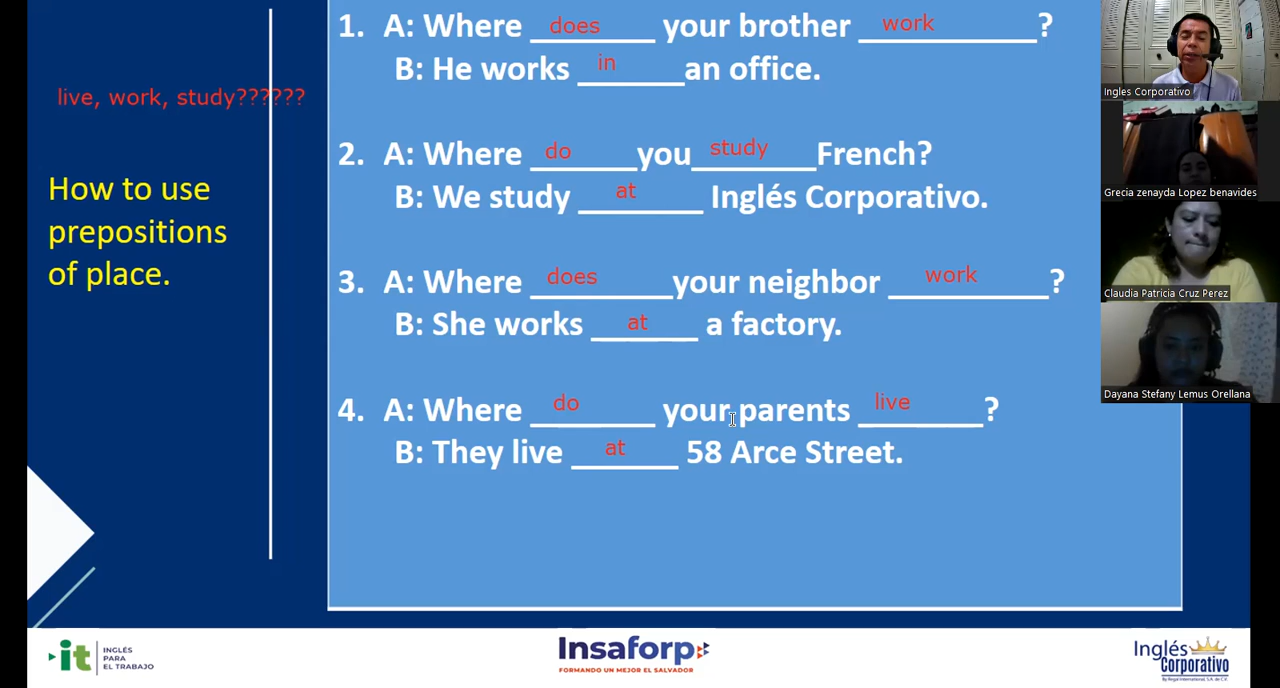 live, work, study??????
How to use
prepositions
of place.
1. A: Where does your brother work ?
B: He works in an office.
2. A: Where do you study French?
B: We study at Inglés Corporativo.
3. A: Where does your neighbor work ?
B: She works at a factory.
4. A: Where do your parents live ?
B: They live at 58 Arce Street.
Ingles Corporativo
Grecia zenayda Lopez benavides
Claudia Patricia Cruz Perez
Dayana Stefany Lemus Orellana
it
INGLÉS
PARA
EL TRABAJO
Insaforp
FORMANDO UN MEJOR EL SALVADOR
Inglés
Corporativo
By Regal International, S.A. de C.V.